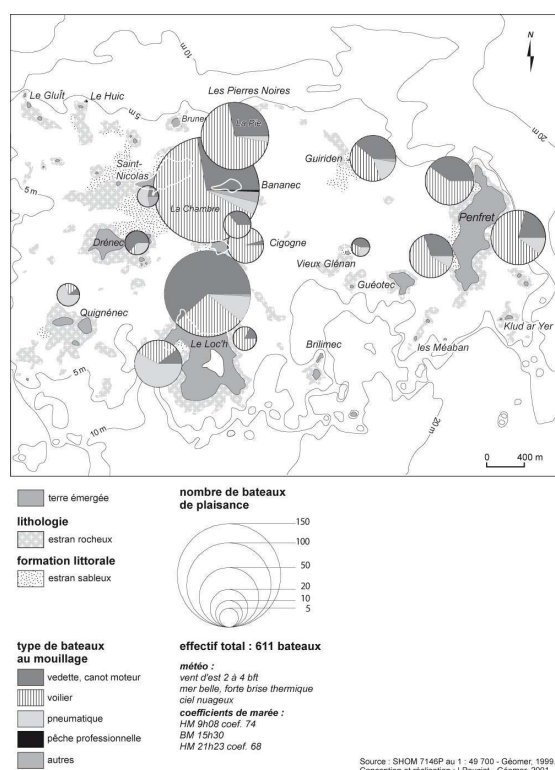 N
10 m
20 m
Le Gluît
Le Huic
Les Pierres Noires
5 m
Brunec
La Pie
Guiriden
Saint-
Nicolas
5 m
Bananec
La Chambre
Penfret
Drénec
Cigogne
Vieux Glénan
Guéotec
Quignénec
Klud ar Yer
Le Loc'h
Brilimec
les Méaban
5 m
10 m
20 m
0 400 m
terre émergée
lithologie
estran rocheux
formation littorale
estran sableux
nombre de bateaux
de plaisance
150
100
50
20
10
5
type de bateaux
au mouillage
vedette, canot moteur
voilier
pneumatique
pêche professionnelle
autres
effectif total : 611 bateaux
météo :
vent d'est 2 à 4 bft
mer belle, forte brise thermique
ciel nuageux
coefficients de marée :
HM 9h08 coef. 74
BM 15h30
HM 21h23 coef. 68
Source : SHOM 7146P au 1 : 49 700 - Géomer, 1999